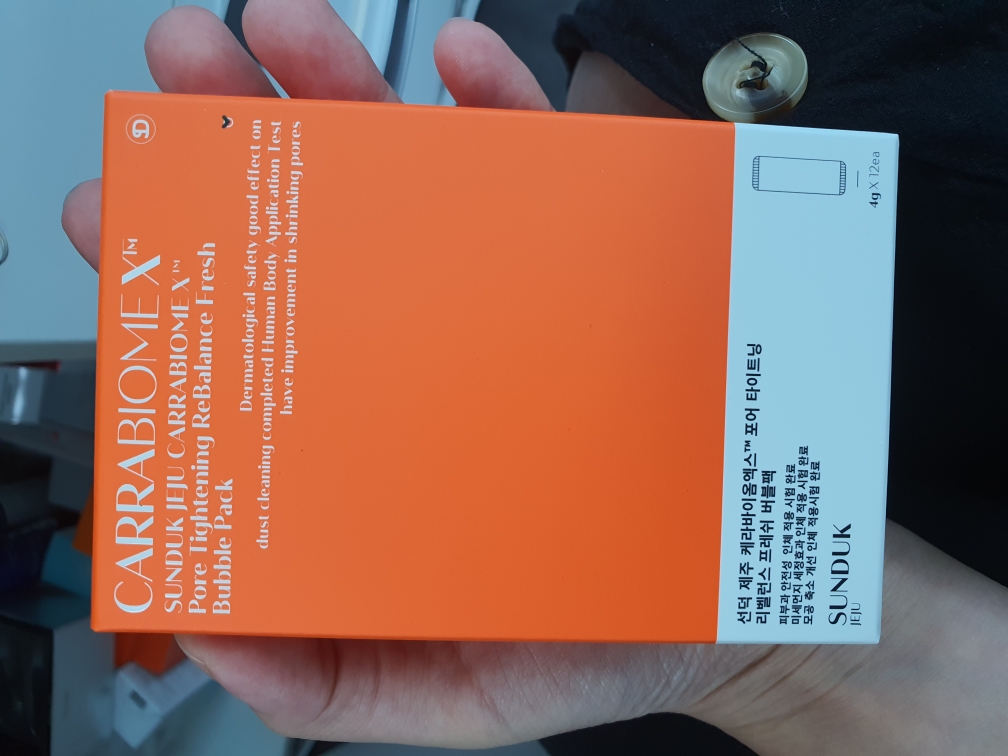 CARRABIOME X™
SUNDUK JEJU CARRABIOME X™
Pore Tightening ReBalance Fresh
Bubble Pack
Dermatological safety good effect on
dust cleaning completed Human Body Application Test
have improvement in shrinking pores
선덕 제주 케라바이옴엑스™ 포어 타이트닝
리벨런스 프레쉬 버블팩
피부과 안전성 인체 적용 시험 완료
미세먼지 세정효과 인체 적용 시험 완료
모공 축소 개선 인체 적용시험 완료
SUNDUK
JEJU
4g X 12ea